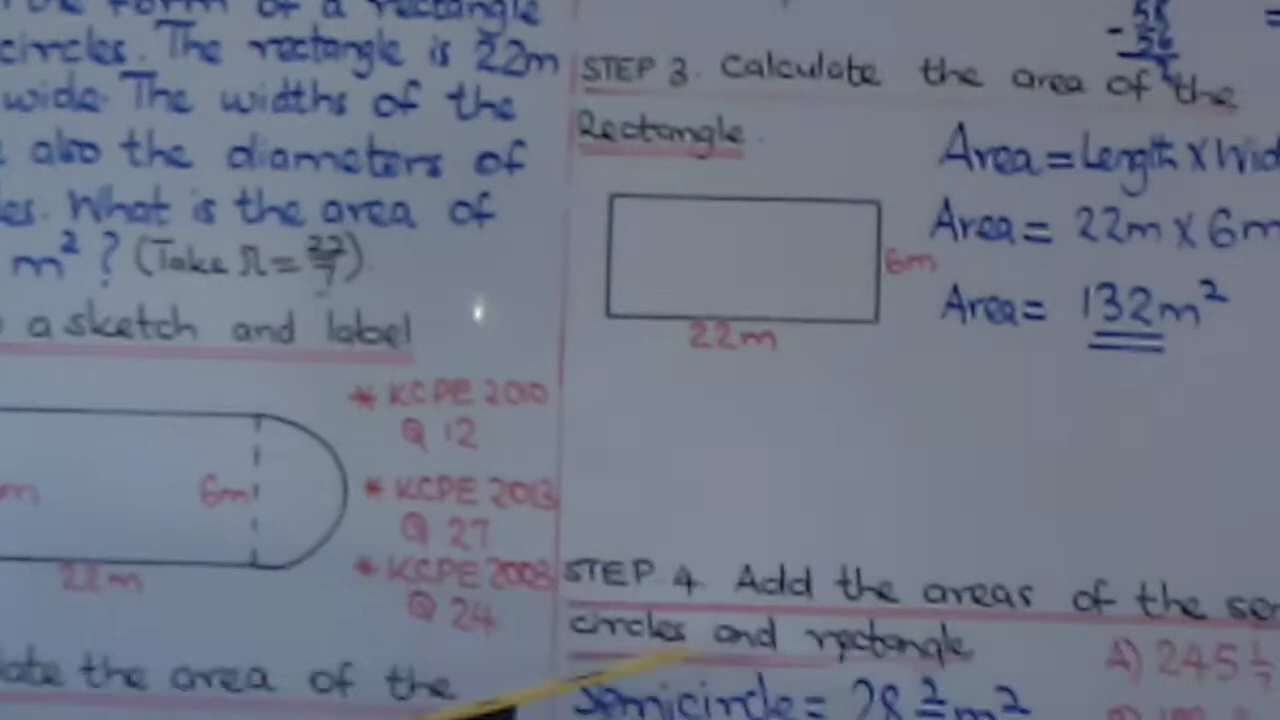 the form of a rectangle
circles. The rectangle is 22m
wide. The widths of the
also the diameters of
les. What is the area of
m² ? (Take π = 22/7)
a sketch and label
6m
22m
* KCPE 2010
Q 12
* KCPE 2013
Q 27
* KCPE 2008
Q 24
late the area of the
STEP 3. Calculate the area of the
Rectangle.
6m
22m
Area = Length X Wid
Area = 22m X 6m
Area = 132m²
STEP 4. Add the areas of the se
circles and rectangle
Semicircle = 28 2/7 m²
A) 245 1/7